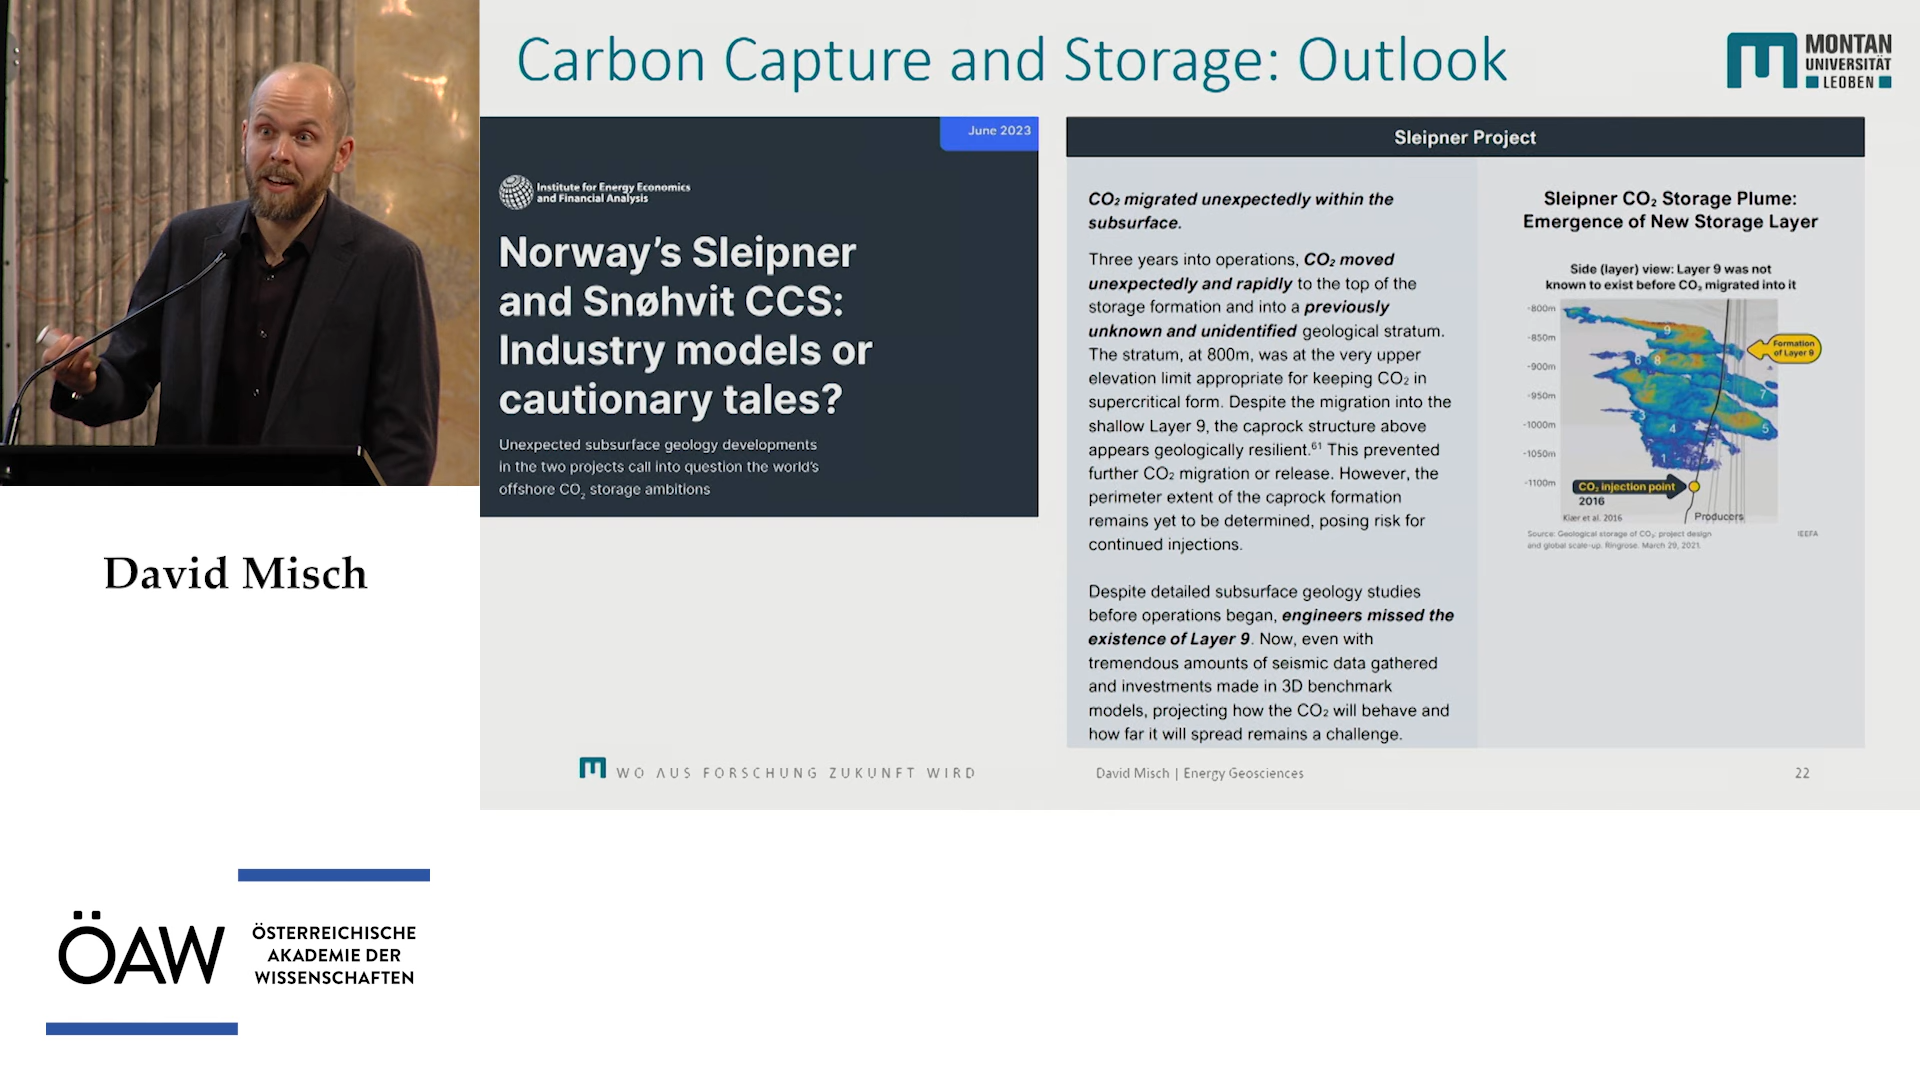 Carbon Capture and Storage: Outlook
MONTAN
UNIVERSITÄT
LEOBEN
June 2023
Institute for Energy Economics
and Financial Analysis
Norway's Sleipner
and Snøhvit CCS:
Industry models or
cautionary tales?
Unexpected subsurface geology developments
in the two projects call into question the world's
offshore CO₂ storage ambitions
Sleipner Project
CO₂ migrated unexpectedly within the
subsurface.
Three years into operations, CO₂ moved
unexpectedly and rapidly to the top of the
storage formation and into a previously
unknown and unidentified geological stratum.
The stratum, at 800m, was at the very upper
elevation limit appropriate for keeping CO₂ in
supercritical form. Despite the migration into the
shallow Layer 9, the caprock structure above
appears geologically resilient.⁶¹ This prevented
further CO₂ migration or release. However, the
perimeter extent of the caprock formation
remains yet to be determined, posing risk for
continued injections.
Despite detailed subsurface geology studies
before operations began, engineers missed the
existence of Layer 9. Now, even with
tremendous amounts of seismic data gathered
and investments made in 3D benchmark
models, projecting how the CO₂ will behave and
how far it will spread remains a challenge.
Sleipner CO₂ Storage Plume:
Emergence of New Storage Layer
Side (layer) view: Layer 9 was not
known to exist before CO₂ migrated into it
-800m
-850m
-900m
-950m
-1000m
-1050m
-1100m
9
8
7
5
4
3
1
Formation
of Layer 9
CO₂ injection point
2016
Kiær et al. 2016
Producers
Source: Geological storage of CO₂: project design
and global scale-up. Ringrose. March 29, 2021.
IEEFA
WO AUS FORSCHUNG ZUKUNFT WIRD
David Misch | Energy Geosciences
22
David Misch
ÖAW
ÖSTERREICHISCHE
AKADEMIE DER
WISSENSCHAFTEN